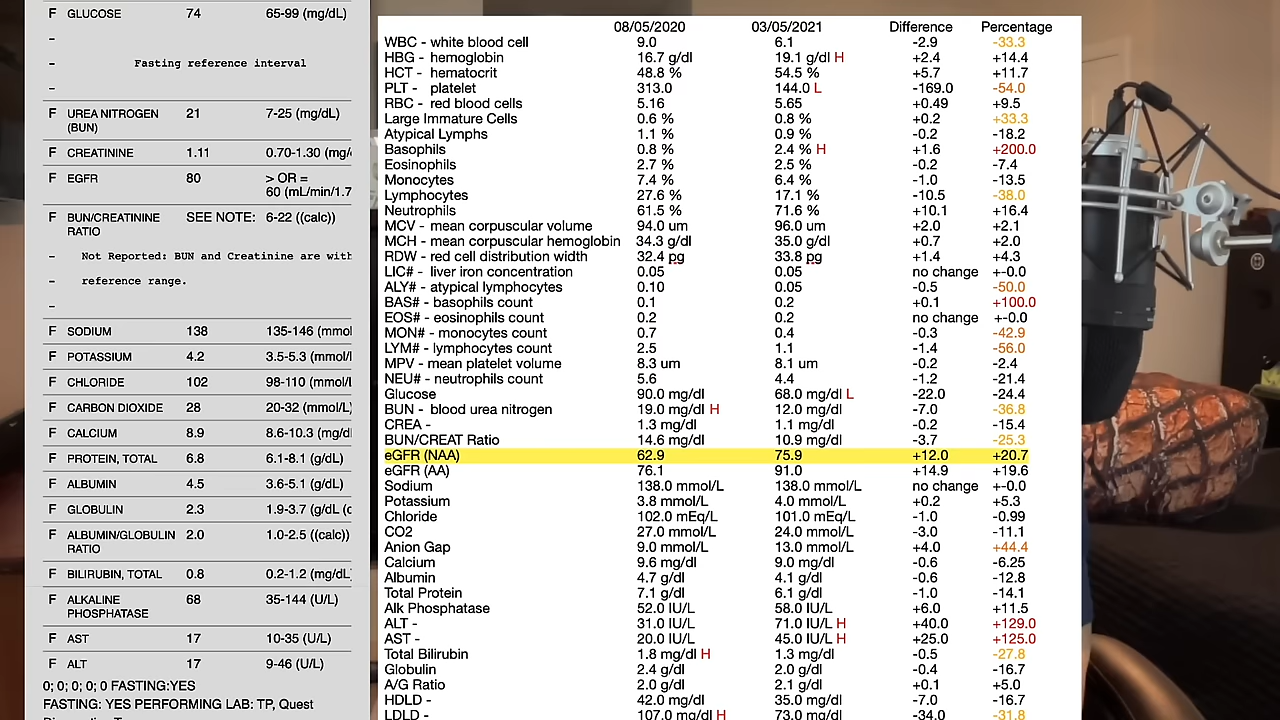 F GLUCOSE 74 65-99 (mg/dL)
-
- Fasting reference interval
-
F UREA NITROGEN (BUN) 21 7-25 (mg/dL)
F CREATININE 1.11 0.70-1.30 (mg/
F EGFR 80 > OR = 60 (mL/min/1.7
F BUN/CREATININE RATIO SEE NOTE: 6-22 ((calc))
- Not Reported: BUN and Creatinine are with
- reference range.
-
F SODIUM 138 135-146 (mmol
F POTASSIUM 4.2 3.5-5.3 (mmol/l
F CHLORIDE 102 98-110 (mmol/L
F CARBON DIOXIDE 28 20-32 (mmol/L)
F CALCIUM 8.9 8.6-10.3 (mg/dl
F PROTEIN, TOTAL 6.8 6.1-8.1 (g/dL)
F ALBUMIN 4.5 3.6-5.1 (g/dL)
F GLOBULIN 2.3 1.9-3.7 (g/dL (c
F ALBUMIN/GLOBULIN RATIO 2.0 1.0-2.5 ((calc))
F BILIRUBIN, TOTAL 0.8 0.2-1.2 (mg/dL
F ALKALINE PHOSPHATASE 68 35-144 (U/L)
F AST 17 10-35 (U/L)
F ALT 17 9-46 (U/L)
0; 0; 0; 0; 0 FASTING:YES
FASTING: YES PERFORMING LAB: TP, Quest
08/05/2020 03/05/2021 Difference Percentage
WBC - white blood cell 9.0 6.1 -2.9 -33.3
HBG - hemoglobin 16.7 g/dl 19.1 g/dl H +2.4 +14.4
HCT - hematocrit 48.8 % 54.5 % +5.7 +11.7
PLT - platelet 313.0 144.0 L -169.0 -54.0
RBC - red blood cells 5.16 5.65 +0.49 +9.5
Large Immature Cells 0.6 % 0.8 % +0.2 +33.3
Atypical Lymphs 1.1 % 0.9 % -0.2 -18.2
Basophils 0.8 % 2.4 % H +1.6 +200.0
Eosinophils 2.7 % 2.5 % -0.2 -7.4
Monocytes 7.4 % 6.4 % -1.0 -13.5
Lymphocytes 27.6 % 17.1 % -10.5 -38.0
Neutrophils 61.5 % 71.6 % +10.1 +16.4
MCV - mean corpuscular volume 94.0 um 96.0 um +2.0 +2.1
MCH - mean corpuscular hemoglobin 34.3 g/dl 35.0 g/dl +0.7 +2.0
RDW - red cell distribution width 32.4 pg 33.8 pg +1.4 +4.3
LIC# - liver iron concentration 0.05 0.05 no change +-0.0
ALY# - atypical lymphocytes 0.10 0.05 -0.5 -50.0
BAS# - basophils count 0.1 0.2 +0.1 +100.0
EOS# - eosinophils count 0.2 0.2 no change +-0.0
MON# - monocytes count 0.7 0.4 -0.3 -42.9
LYM# - lymphocytes count 2.5 1.1 -1.4 -56.0
MPV - mean platelet volume 8.3 um 8.1 um -0.2 -2.4
NEU# - neutrophils count 5.6 4.4 -1.2 -21.4
Glucose 90.0 mg/dl 68.0 mg/dl L -22.0 -24.4
BUN - blood urea nitrogen 19.0 mg/dl H 12.0 mg/dl -7.0 -36.8
CREA - 1.3 mg/dl 1.1 mg/dl -0.2 -15.4
BUN/CREAT Ratio 14.6 mg/dl 10.9 mg/dl -3.7 -25.3
eGFR (NAA) 62.9 75.9 +12.0 +20.7
eGFR (AA) 76.1 91.0 +14.9 +19.6
Sodium 138.0 mmol/L 138.0 mmol/L no change +-0.0
Potassium 3.8 mmol/L 4.0 mmol/L +0.2 +5.3
Chloride 102.0 mEq/L 101.0 mEq/L -1.0 -0.99
CO2 27.0 mmol/L 24.0 mmol/L -3.0 -11.1
Anion Gap 9.0 mmol/L 13.0 mmol/L +4.0 +44.4
Calcium 9.6 mg/dl 9.0 mg/dl -0.6 -6.25
Albumin 4.7 g/dl 4.1 g/dl -0.6 -12.8
Total Protein 7.1 g/dl 6.1 g/dl -1.0 -14.1
Alk Phosphatase 52.0 IU/L 58.0 IU/L +6.0 +11.5
ALT - 31.0 IU/L 71.0 IU/L H +40.0 +129.0
AST - 20.0 IU/L 45.0 IU/L H +25.0 +125.0
Total Bilirubin 1.8 mg/dl H 1.3 mg/dl -0.5 -27.8
Globulin 2.4 g/dl 2.0 g/dl -0.4 -16.7
A/G Ratio 2.0 g/dl 2.1 g/dl +0.1 +5.0
HDLD - 42.0 mg/dl 35.0 mg/dl -7.0 -16.7
LDLD - 107.0 mg/dl H 73.0 mg/dl -34.0 -31.8